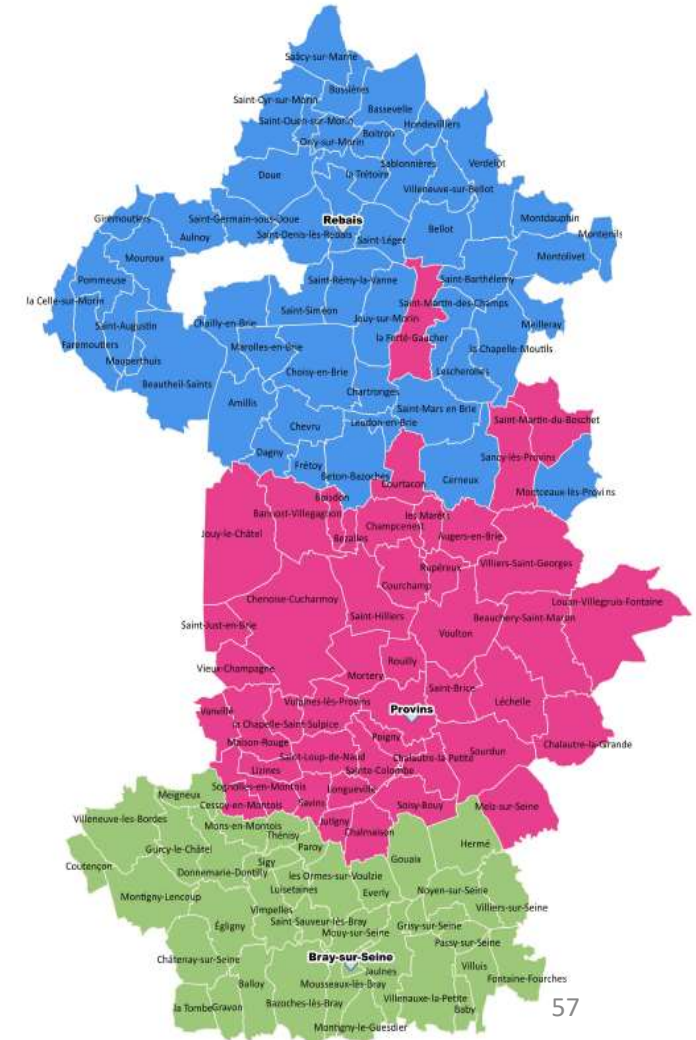 Saâcy-sur-Marne
Bussières
Saint-Cyr-sur-Morin
Bassevelle
Saint-Ouen-sur-Morin
Hondevilliers
Boitron
Orly-sur-Morin
Sablonnières
Verdelot
Doue
la Trétoire
Villeneuve-sur-Bellot
Giremoutiers
Saint-Germain-sous-Doue
Rebais
Montdauphin
Aulnoy
Saint-Denis-lès-Rebais
Saint-Léger
Bellot
Montenils
Mouroux
Montolivet
Pommeuse
Saint-Rémy-la-Vanne
Saint-Barthélemy
la Celle-sur-Morin
Saint-Martin-des-Champs
Saint-Siméon
Jouy-sur-Morin
Saint-Augustin
Chailly-en-Brie
Meilleray
la Ferté-Gaucher
Faremoutiers
Marolles-en-Brie
la Chapelle-Moutils
Mauperthuis
Choisy-en-Brie
Lescherolles
Beautheil-Saints
Chartronges
Amillis
Saint-Mars en Brie
Leudon-en-Brie
Saint-Martin-du-Boschet
Chevru
Dagny
Sancy-lès-Provins
Frétoy
Beton-Bazoches
Courtacon
Cerneux
Montceaux-lès-Provins
Boisdon
Bannost-Villegagnon
les Marêts
Champcenest
Jouy-le-Châtel
Bezalles
Augers-en-Brie
Rupéreux
Villiers-Saint-Georges
Courchamp
Chenoise-Cucharmoy
Louan-Villegruis-Fontaine
Saint-Hilliers
Beauchery-Saint-Martin
Saint-Just-en-Brie
Voulton
Rouilly
Vieux-Champagne
Mortery
Saint-Brice
Vulaines-lès-Provins
Léchelle
Vanvillé
Provins
la Chapelle-Saint-Sulpice
Poigny
Maison-Rouge
Chalautre-la-Grande
Sourdun
Saint-Loup-de-Naud
Chalautre-la-Petite
Lizines
Sainte-Colombe
Sognolles-en-Montois
Longueville
Meigneux
Cessoy-en-Montois
Savins
Soisy-Bouy
Melz-sur-Seine
Villeneuve-les-Bordes
Jutigny
Mons-en-Montois
Chalmaison
Thénisy
Gurcy-le-Châtel
Paroy
Hermé
Coutençon
Sigy
Gouaix
Donnemarie-Dontilly
les Ormes-sur-Voulzie
Luisetaines
Everly
Noyen-sur-Seine
Montigny-Lencoup
Vimpelles
Villiers-sur-Seine
Égligny
Saint-Sauveur-lès-Bray
Grisy-sur-Seine
Mouy-sur-Seine
Passy-sur-Seine
Châtenay-sur-Seine
Bray-sur-Seine
Jaulnes
Villuis
Balloy
Mousseaux-lès-Bray
Fontaine-Fourches
la Tombe
Gravon
Bazoches-lès-Bray
Villenauxe-la-Petite
Baby
Montigny-le-Guesdier
57